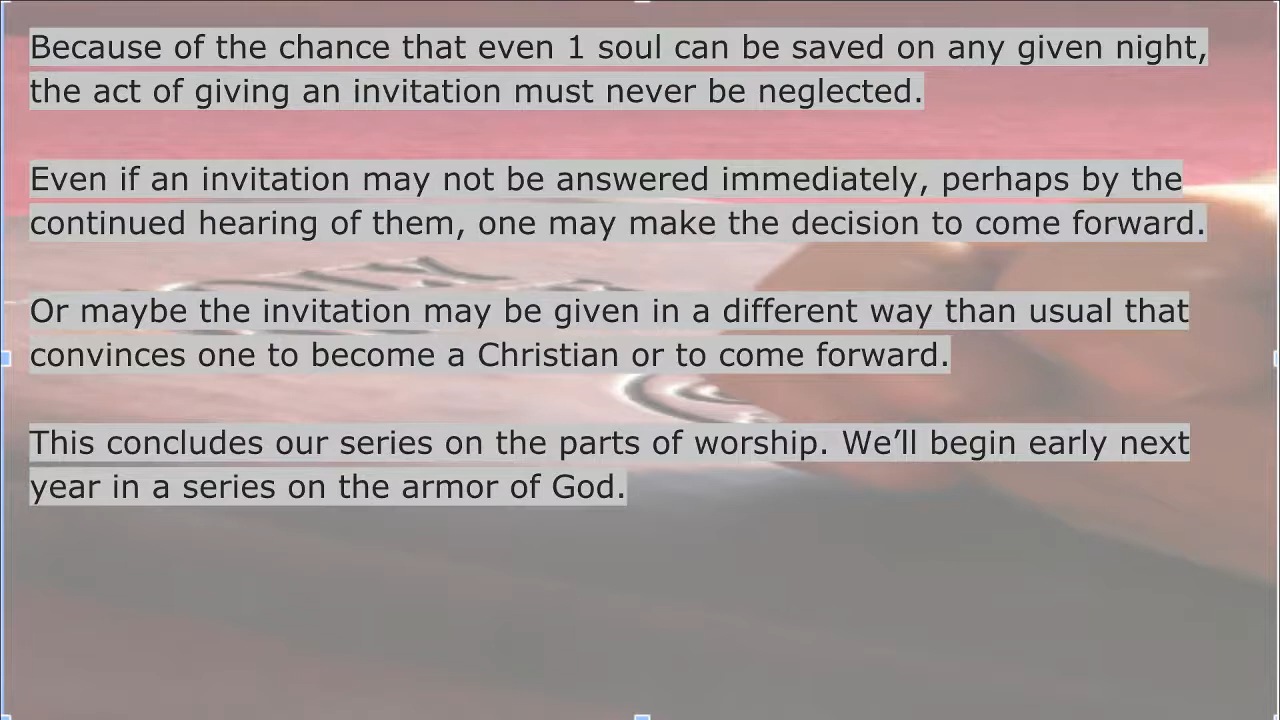 Because of the chance that even 1 soul can be saved on any given night,
the act of giving an invitation must never be neglected.
Even if an invitation may not be answered immediately, perhaps by the
continued hearing of them, one may make the decision to come forward.
Or maybe the invitation may be given in a different way than usual that
convinces one to become a Christian or to come forward.
This concludes our series on the parts of worship. We’ll begin early next
year in a series on the armor of God.